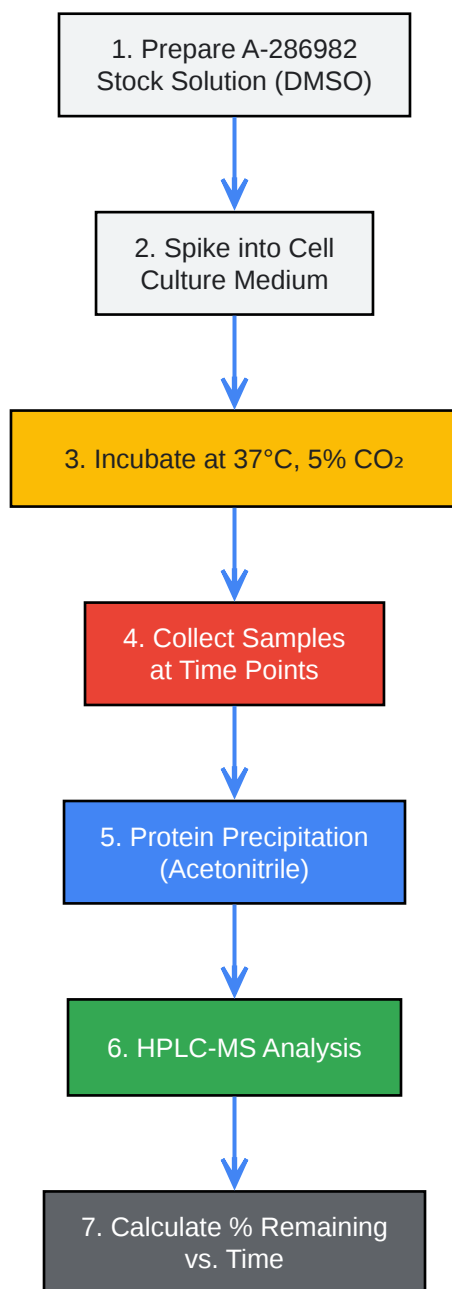 1. Prepare A-286982
Stock Solution (DMSO)
2. Spike into Cell
Culture Medium
3. Incubate at 37°C, 5% CO₂
4. Collect Samples
at Time Points
5. Protein Precipitation
(Acetonitrile)
6. HPLC-MS Analysis
7. Calculate % Remaining
vs. Time